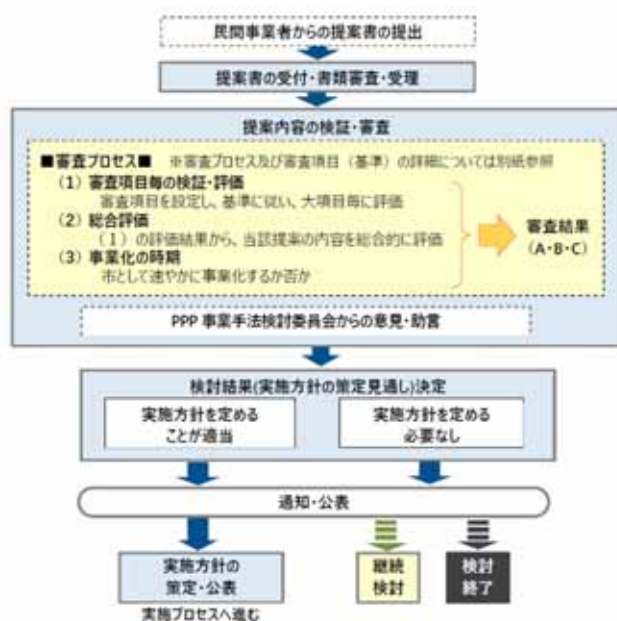 民間事業者からの提案書の提出
提案書の受付・書類審査・受理
提案内容の検証・審査
■審査プロセス■ ※審査プロセス及び審査項目（基準）の詳細については別紙参照
（1）審査項目毎の検証・評価
審査項目を設定し、基準に従い、大項目毎に評価
（2）総合評価
（1）の評価結果から、当該提案の内容を総合的に評価
（3）事業化の時期
市として速やかに事業化するか否か
審査結果
（A・B・C）
PPP 事業手法検討委員会からの意見・助言
検討結果(実施方針の策定見通し)決定
実施方針を定める
ことが適当
実施方針を定める
必要なし
通知・公表
実施方針の
策定・公表
継続
検討
検討
終了
実施プロセスへ進む